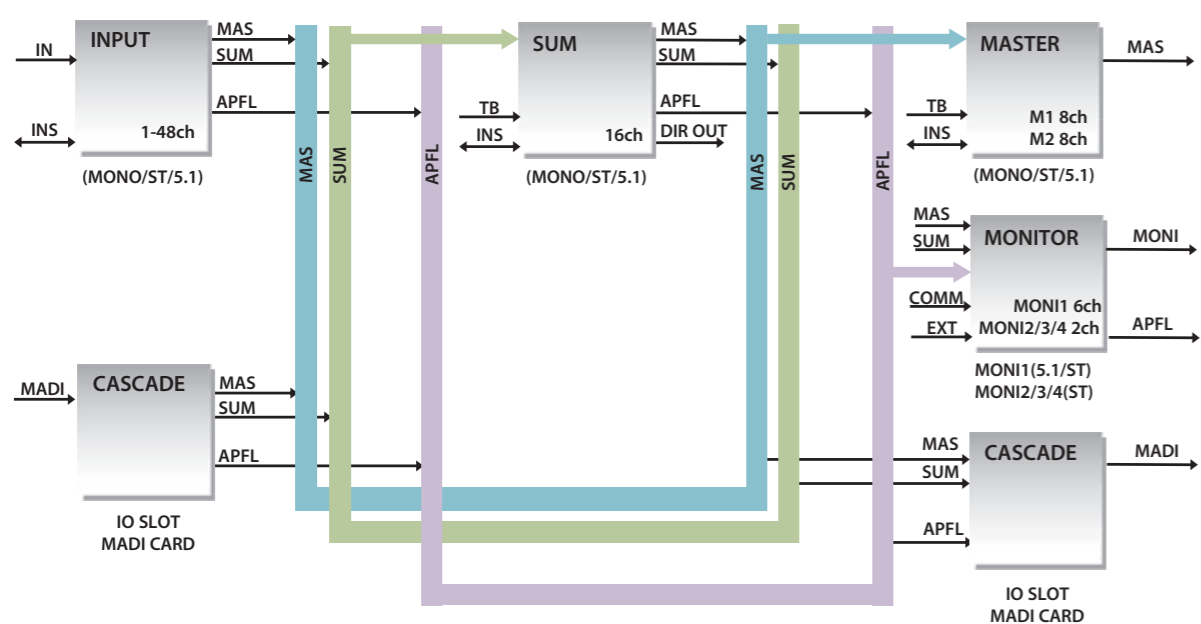 INPUT
IN
INS
1-48ch
(MONO/ST/5.1)
MAS
SUM
APFL
MAS
SUM
APFL
SUM
TB
INS
16ch
(MONO/ST/5.1)
MAS
SUM
APFL
DIR OUT
MAS
SUM
APFL
MASTER
TB
INS
M1 8ch
M2 8ch
(MONO/ST/5.1)
MAS
MAS
SUM
COMM
EXT
MONITOR
MONI1 6ch
MONI2/3/4 2ch
MONI
APFL
MONI1(5.1/ST)
MONI2/3/4(ST)
MADI
CASCADE
MAS
SUM
APFL
IO SLOT
MADI CARD
MAS
SUM
APFL
CASCADE
MADI
IO SLOT
MADI CARD